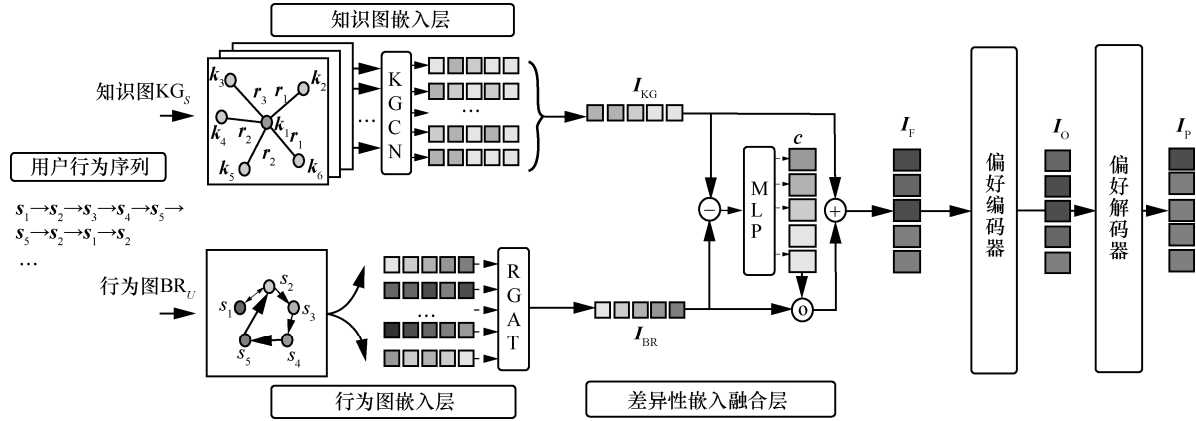 知识图嵌入层
知识图KG_S
k_3 r_3 r_1 k_2
k_4 r_2 k_1 r_1
r_2
k_5 k_6
…
KGCN
…
I_KG
用户行为序列
s_1→s_2→s_3→s_4→s_5→
s_5→s_2→s_1→s_2
…
行为图BR_U
s_1 s_2 s_3
s_5 s_4
…
RGAT
行为图嵌入层
I_BR
−
MLP
c
+
o
差异性嵌入融合层
I_F
偏好编码器
I_O
偏好解码器
I_P